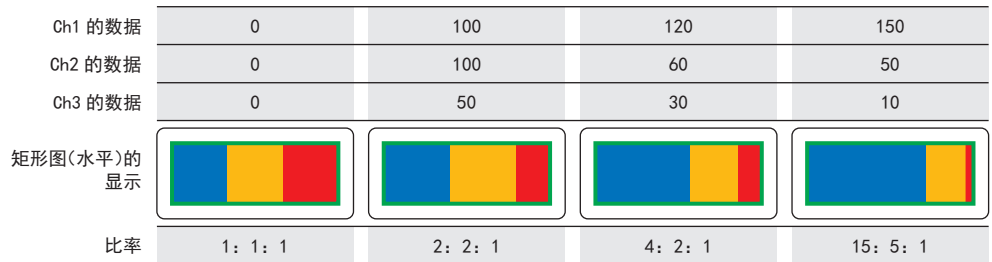 Ch1 的数据 0 100 120 150
Ch2 的数据 0 100 60 50
Ch3 的数据 0 50 30 10
矩形图(水平)的
显示
比率 1: 1: 1 2: 2: 1 4: 2: 1 15: 5: 1